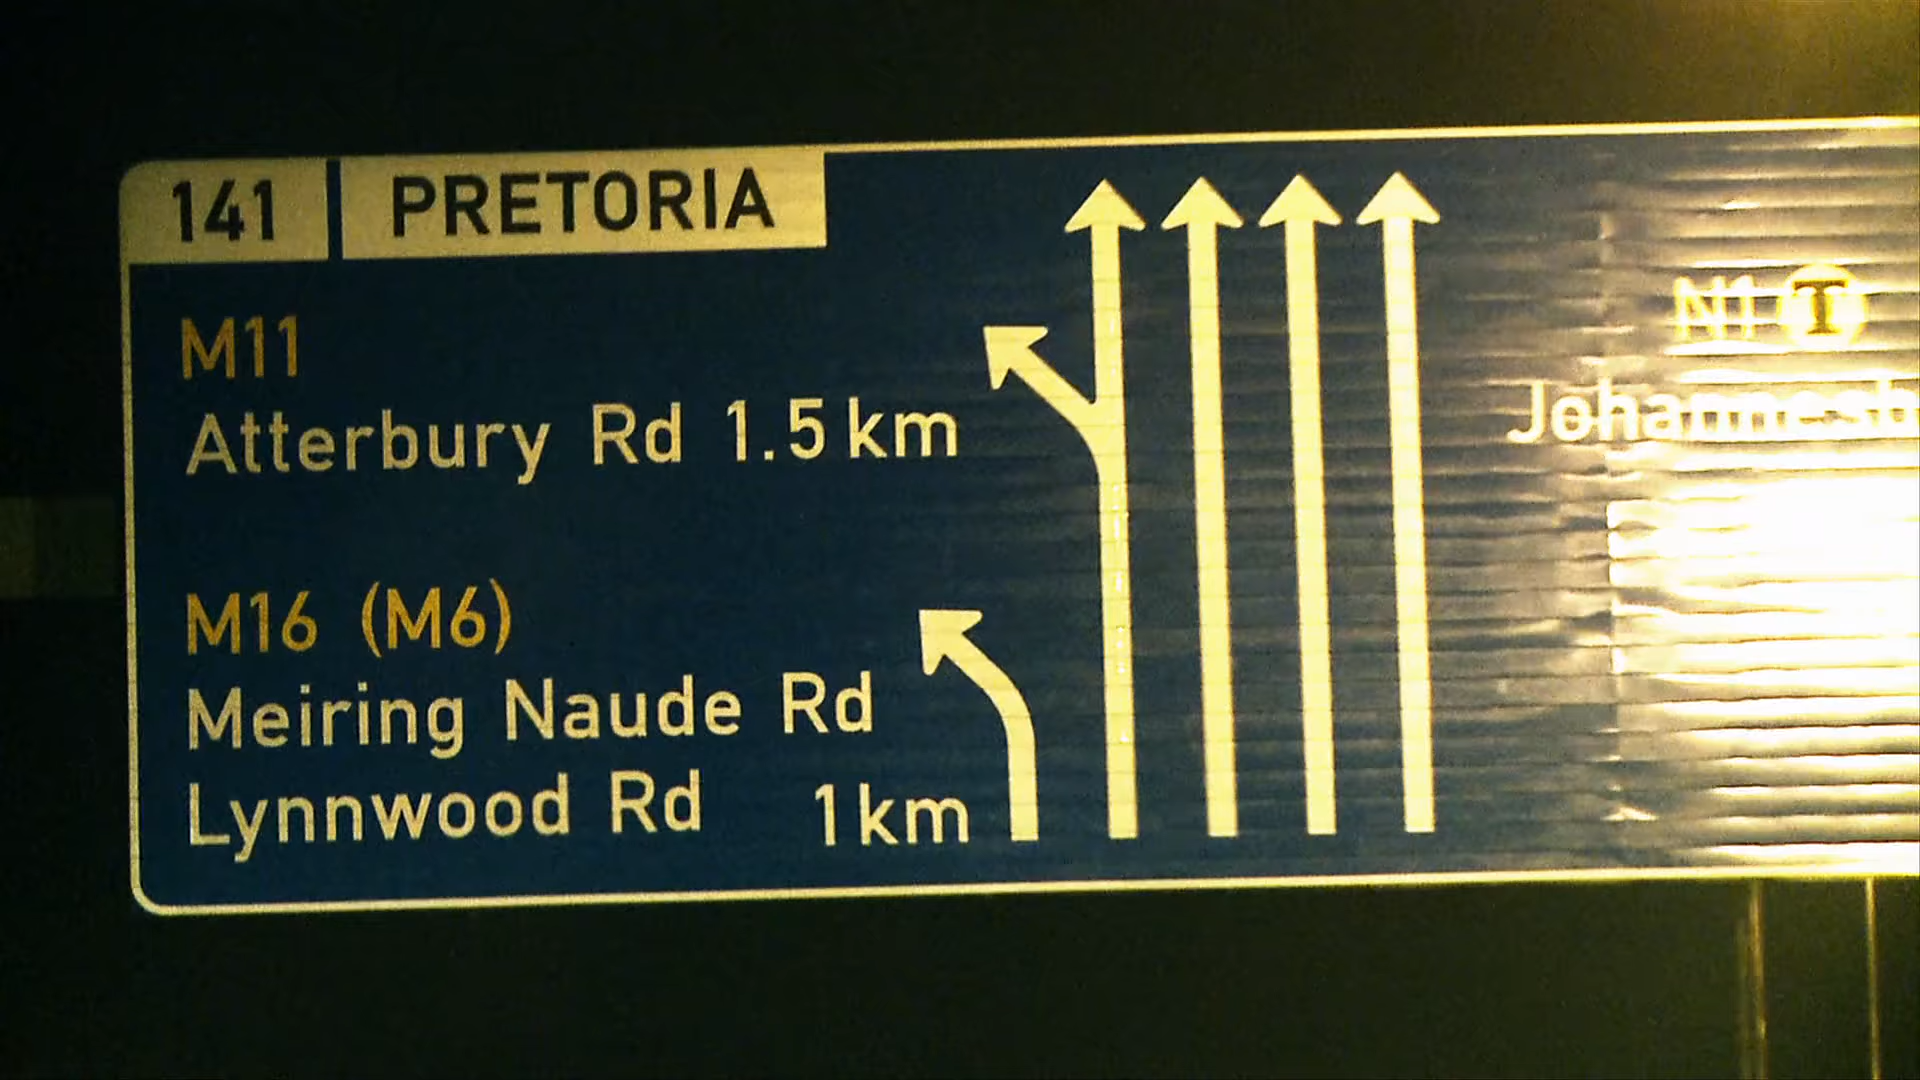 141 PRETORIA
M11
Atterbury Rd 1.5 km
M16 (M6)
Meiring Naude Rd
Lynnwood Rd 1 km
N1 T